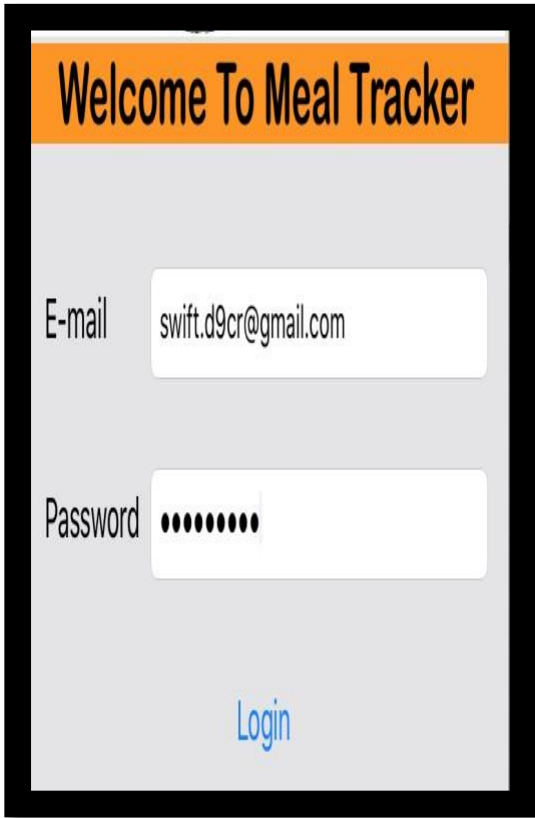 Welcome To Meal Tracker
E-mail
swift.d9cr@gmail.com
Password
•••••••••
Login